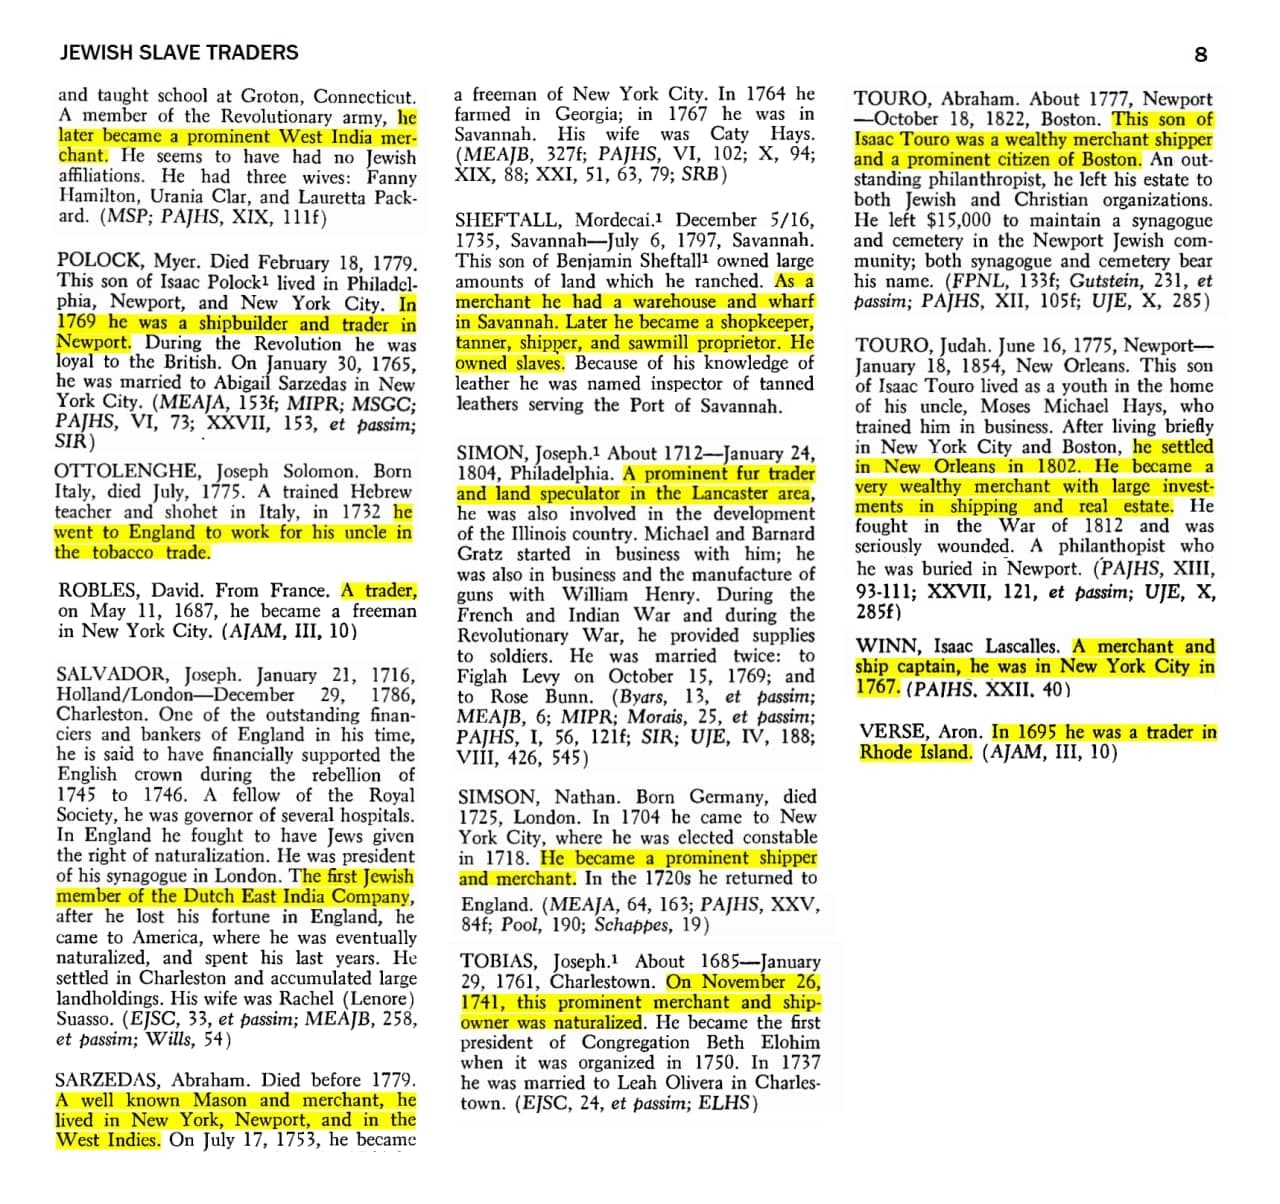 JEWISH SLAVE TRADERS
8
and taught school at Groton, Connecticut.
A member of the Revolutionary army, he
later became a prominent West India mer-
chant. He seems to have had no Jewish
affiliations. He had three wives: Fanny
Hamilton, Urania Clar, and Lauretta Pack-
ard. (MSP; PAJHS, XIX, 111f)
POLOCK, Myer. Died February 18, 1779.
This son of Isaac Polock¹ lived in Philadel-
phia, Newport, and New York City. In
1769 he was a shipbuilder and trader in
Newport. During the Revolution he was
loyal to the British. On January 30, 1765,
he was married to Abigail Sarzedas in New
York City. (MEAJA, 153f; MIPR; MSGC;
PAJHS, VI, 73; XXVII, 153, et passim;
SIR)
OTTOLENGHE, Joseph Solomon. Born
Italy, died July, 1775. A trained Hebrew
teacher and shohet in Italy, in 1732 he
went to England to work for his uncle in
the tobacco trade.
ROBLES, David. From France. A trader,
on May 11, 1687, he became a freeman
in New York City. (AJAM, III, 10)
SALVADOR, Joseph. January 21, 1716,
Holland/London—December 29, 1786,
Charleston. One of the outstanding finan-
ciers and bankers of England in his time,
he is said to have financially supported the
English crown during the rebellion of
1745 to 1746. A fellow of the Royal
Society, he was governor of several hospitals.
In England he fought to have Jews given
the right of naturalization. He was president
of his synagogue in London. The first Jewish
member of the Dutch East India Company,
after he lost his fortune in England, he
came to America, where he was eventually
naturalized, and spent his last years. He
settled in Charleston and accumulated large
landholdings. His wife was Rachel (Lenore)
Suasso. (EJSC, 33, et passim; MEAJB, 258,
et passim; Wills, 54)
SARZEDAS, Abraham. Died before 1779.
A well known Mason and merchant, he
lived in New York, Newport, and in the
West Indies. On July 17, 1753, he became
a freeman of New York City. In 1764 he
farmed in Georgia; in 1767 he was in
Savannah. His wife was Caty Hays.
(MEAJB, 327f; PAJHS, VI, 102; X, 94;
XIX, 88; XXI, 51, 63, 79; SRB)
SHEFTALL, Mordecai.¹ December 5/16,
1735, Savannah—July 6, 1797, Savannah.
This son of Benjamin Sheftall¹ owned large
amounts of land which he ranched. As a
merchant he had a warehouse and wharf
in Savannah. Later he became a shopkeeper,
tanner, shipper, and sawmill proprietor. He
owned slaves. Because of his knowledge of
leather he was named inspector of tanned
leathers serving the Port of Savannah.
SIMON, Joseph.¹ About 1712—January 24,
1804, Philadelphia. A prominent fur trader
and land speculator in the Lancaster area,
he was also involved in the development
of the Illinois country. Michael and Barnard
Gratz started in business with him; he
was also in business and the manufacture of
guns with William Henry. During the
French and Indian War and during the
Revolutionary War, he provided supplies
to soldiers. He was married twice: to
Figlah Levy on October 15, 1769; and
to Rose Bunn. (Byars, 13, et passim;
MEAJB, 6; MIPR; Morais, 25, et passim;
PAJHS, I, 56, 121f; SIR; UJE, IV, 188;
VIII, 426, 545)
SIMSON, Nathan. Born Germany, died
1725, London. In 1704 he came to New
York City, where he was elected constable
in 1718. He became a prominent shipper
and merchant. In the 1720s he returned to
England. (MEAJA, 64, 163; PAJHS, XXV,
84f; Pool, 190; Schappes, 19)
TOBIAS, Joseph.¹ About 1685—January
29, 1761, Charlestown. On November 26,
1741, this prominent merchant and ship-
owner was naturalized. He became the first
president of Congregation Beth Elohim
when it was organized in 1750. In 1737
he was married to Leah Olivera in Charles-
town. (EJSC, 24, et passim; ELHS)
TOURO, Abraham. About 1777, Newport
—October 18, 1822, Boston. This son of
Isaac Touro was a wealthy merchant shipper
and a prominent citizen of Boston. An out-
standing philanthropist, he left his estate to
both Jewish and Christian organizations.
He left $15,000 to maintain a synagogue
and cemetery in the Newport Jewish com-
munity; both synagogue and cemetery bear
his name. (FPNL, 133f; Gutstein, 231, et
passim; PAJHS, XII, 105f; UJE, X, 285)
TOURO, Judah. June 16, 1775, Newport—
January 18, 1854, New Orleans. This son
of Isaac Touro lived as a youth in the home
of his uncle, Moses Michael Hays, who
trained him in business. After living briefly
in New York City and Boston, he settled
in New Orleans in 1802. He became a
very wealthy merchant with large invest-
ments in shipping and real estate. He
fought in the War of 1812 and was
seriously wounded. A philanthopist who
he was buried in Newport. (PAJHS, XIII,
93-111; XXVII, 121, et passim; UJE, X,
285f)
WINN, Isaac Lascalles. A merchant and
ship captain, he was in New York City in
1767. (PAJHS, XXII, 40)
VERSE, Aron. In 1695 he was a trader in
Rhode Island. (AJAM, III, 10)